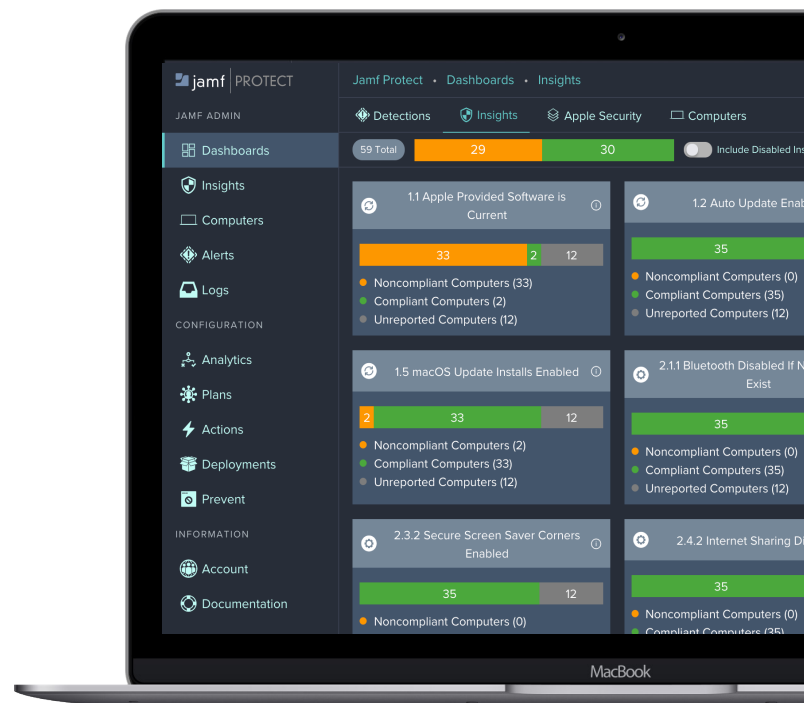 jamf PROTECT
JAMF ADMIN
Dashboards
Insights
Computers
Alerts
Logs
CONFIGURATION
Analytics
Plans
Actions
Deployments
Prevent
INFORMATION
Account
Documentation
Jamf Protect • Dashboards • Insights
Detections Insights Apple Security Computers
59 Total 29 30 Include Disabled
1.1 Apple Provided Software is
Current
33 2 12
Noncompliant Computers (33)
Compliant Computers (2)
Unreported Computers (12)
1.2 Auto Update
35
Noncompliant Computers (0)
Compliant Computers (35)
Unreported Computers (12)
1.5 macOS Update Installs Enabled
2 33 12
Noncompliant Computers (2)
Compliant Computers (33)
Unreported Computers (12)
2.1.1 Bluetooth Disabled If
Exist
35
Noncompliant Computers (0)
Compliant Computers (35)
Unreported Computers (12)
2.3.2 Secure Screen Saver Corners
Enabled
35 12
Noncompliant Computers (0)
2.4.2 Internet Sharing
35
Noncompliant Computers (0)
Compliant Computers (35)
MacBook